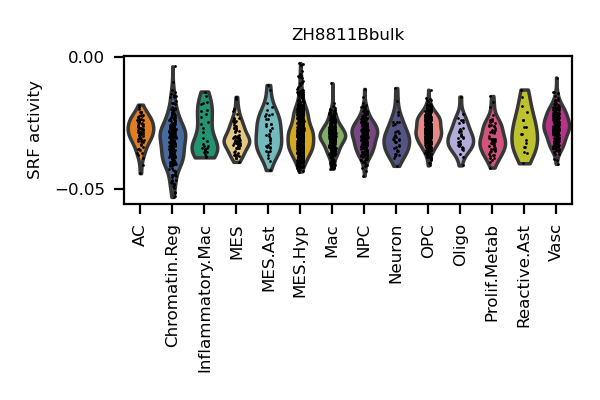 ZH8811Bbulk
SRF activity
0.00
−0.05
AC
Chromatin.Reg
Inflammatory.Mac
MES
MES.Ast
MES.Hyp
Mac
NPC
Neuron
OPC
Oligo
Prolif.Metab
Reactive.Ast
Vasc